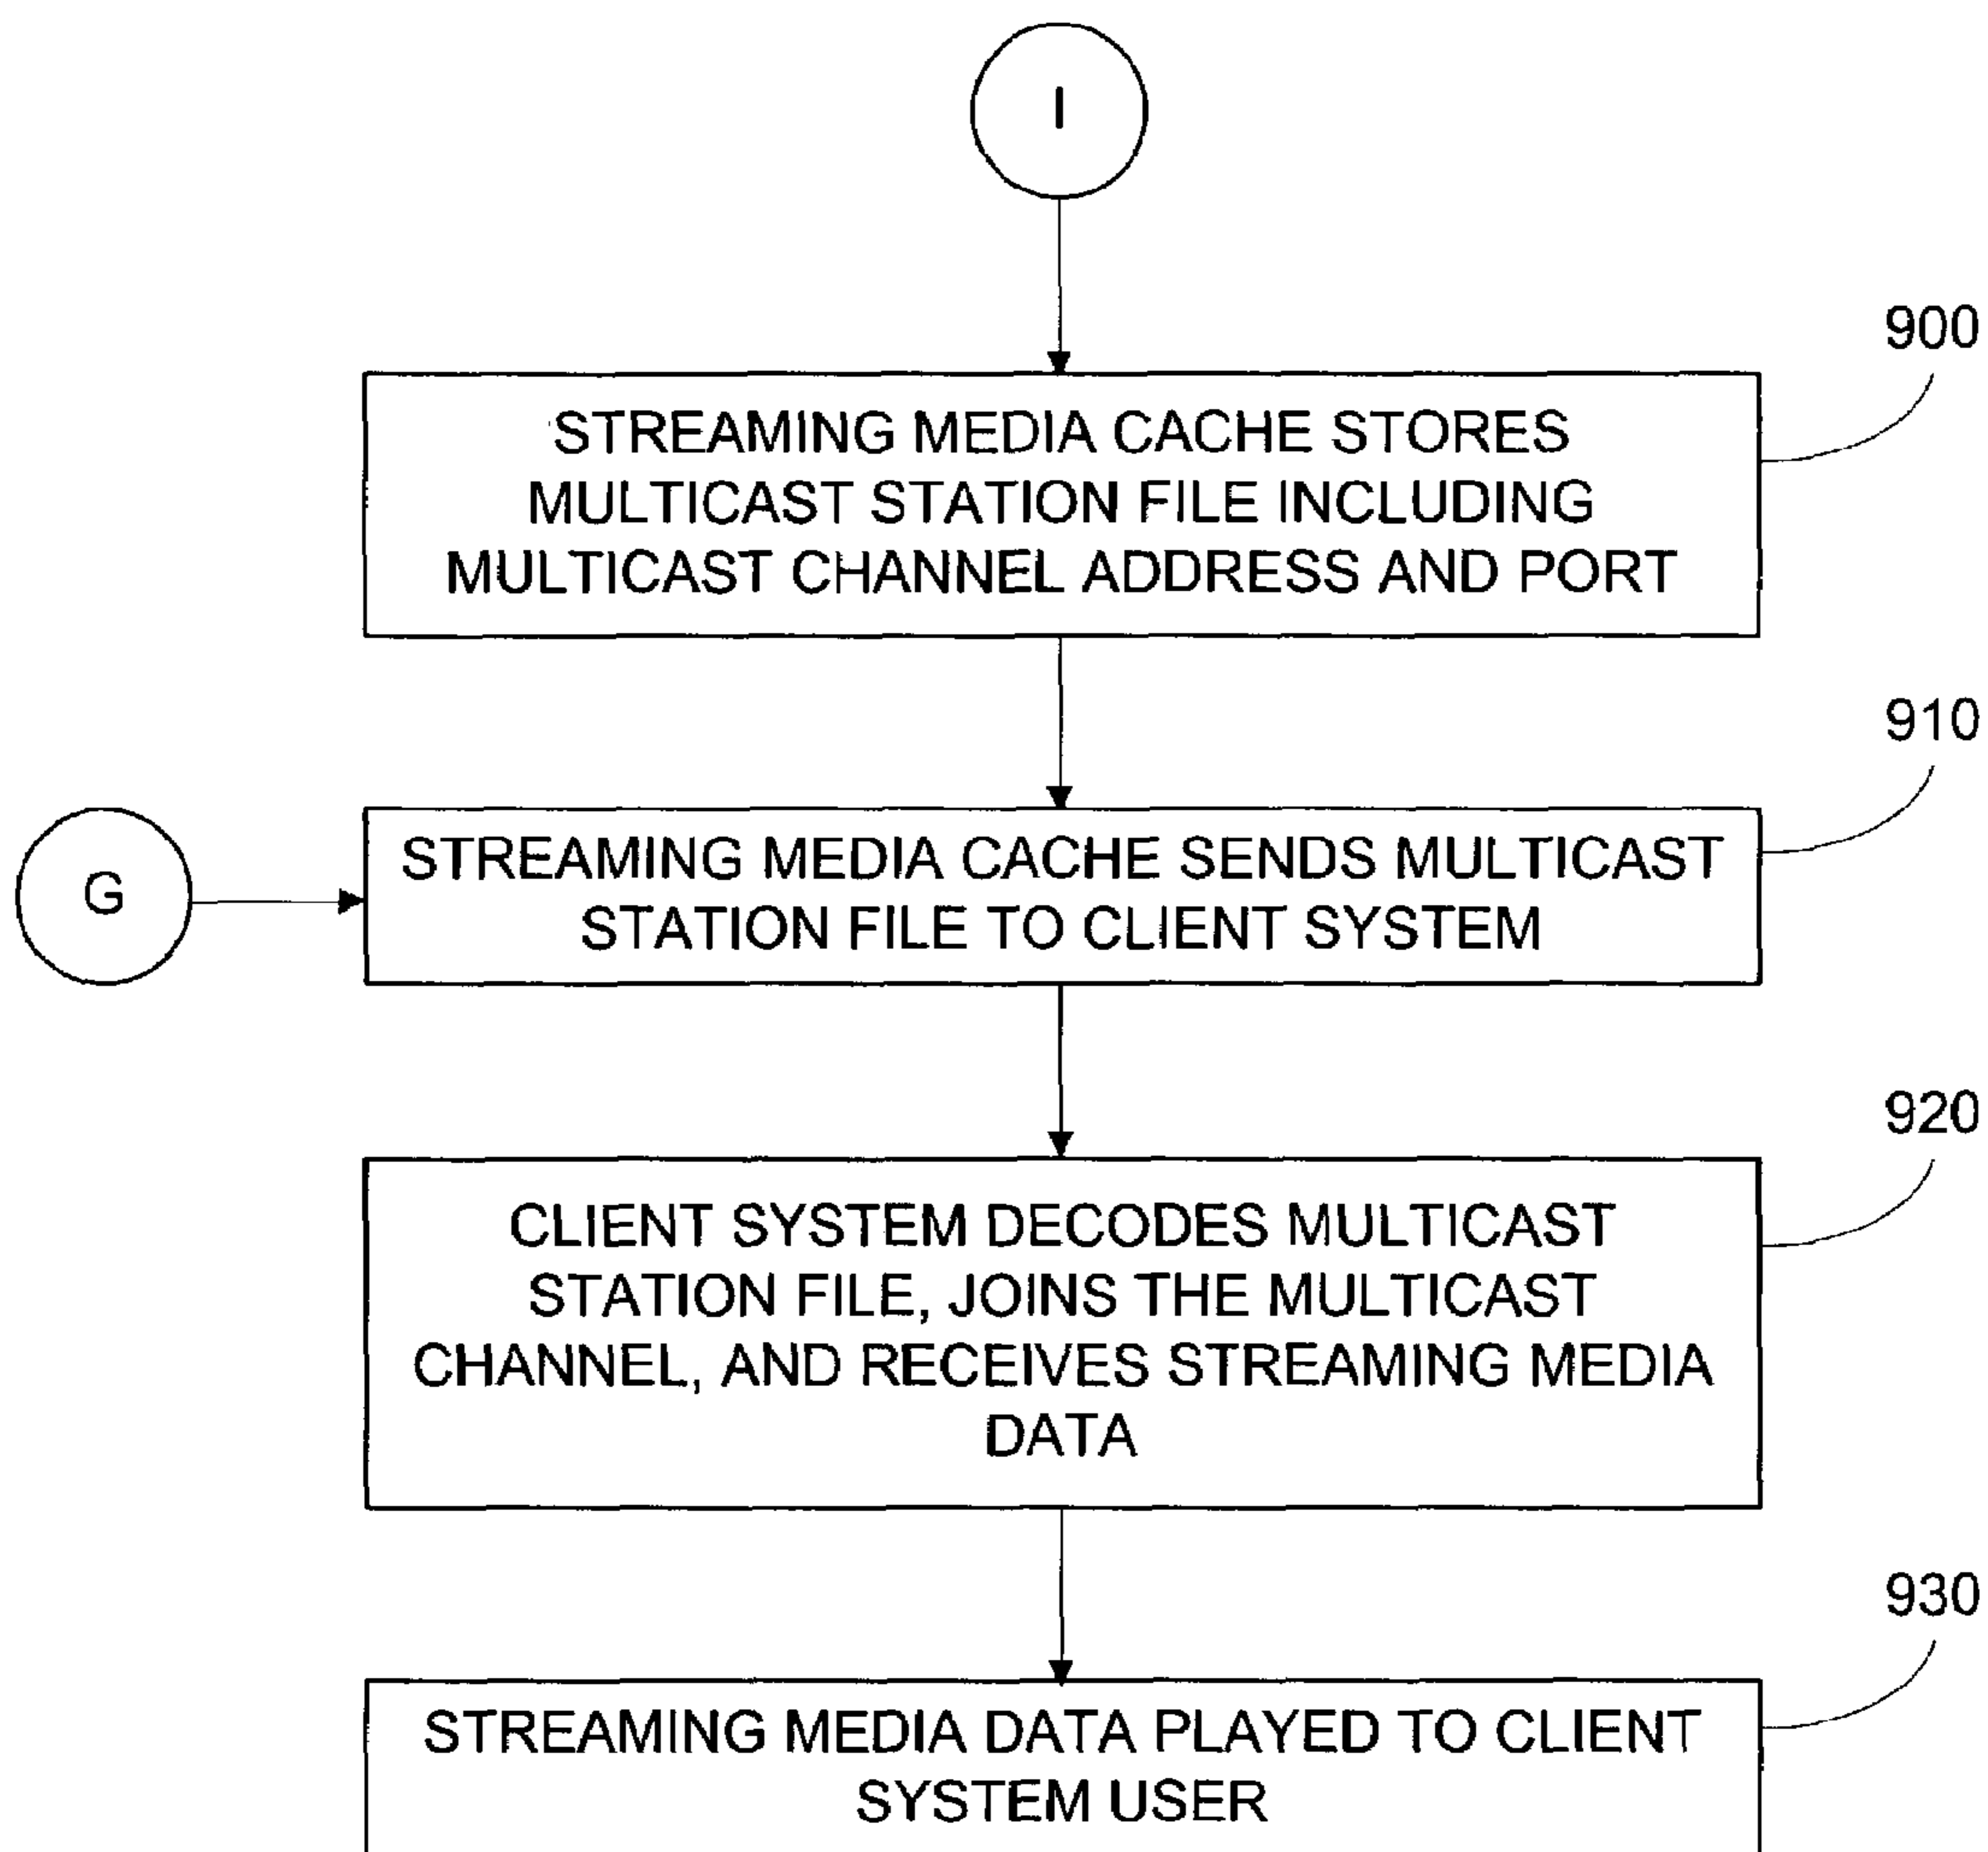 I
900
STREAMING MEDIA CACHE STORES
MULTICAST STATION FILE INCLUDING
MULTICAST CHANNEL ADDRESS AND PORT
910
G
STREAMING MEDIA CACHE SENDS MULTICAST
STATION FILE TO CLIENT SYSTEM
920
CLIENT SYSTEM DECODES MULTICAST
STATION FILE, JOINS THE MULTICAST
CHANNEL, AND RECEIVES STREAMING MEDIA
DATA
930
STREAMING MEDIA DATA PLAYED TO CLIENT
SYSTEM USER